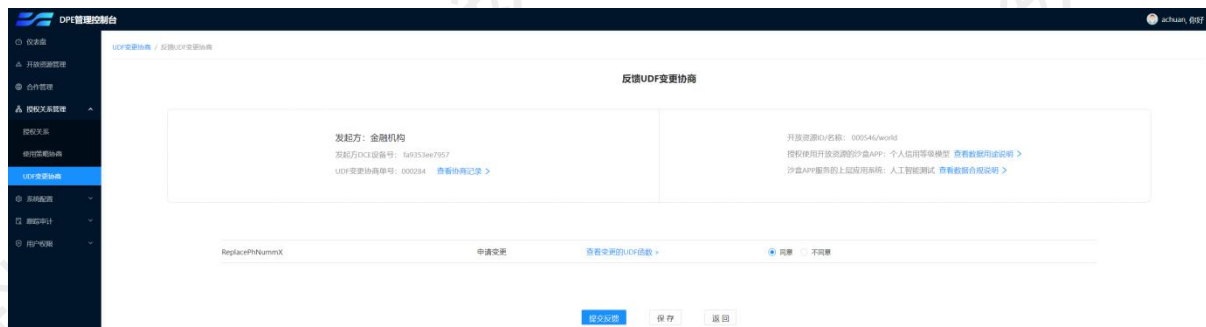 DPE管理控制台
achuan, 你好
仪表盘
UDF变更协商 / 反馈UDF变更协商
开放资源管理
反馈UDF变更协商
合作管理
授权关系管理
授权关系
使用策略协商
UDF变更协商
系统配置
跟踪审计
用户权限
发起方：金融机构
发起方DCE设备号：fa9353ee7957
UDF变更协商单号：000284 查看协商记录 >
开放资源ID/名称：000546/world
授权使用开放资源的沙盒APP：个人信用等级模型 查看数据用途说明 >
沙盒APP服务的上层应用系统：人工智能测试 查看数据合规说明 >
ReplacePhNummX 申请变更 查看变更的UDF函数 > 同意 不同意
提交反馈 保存 返回